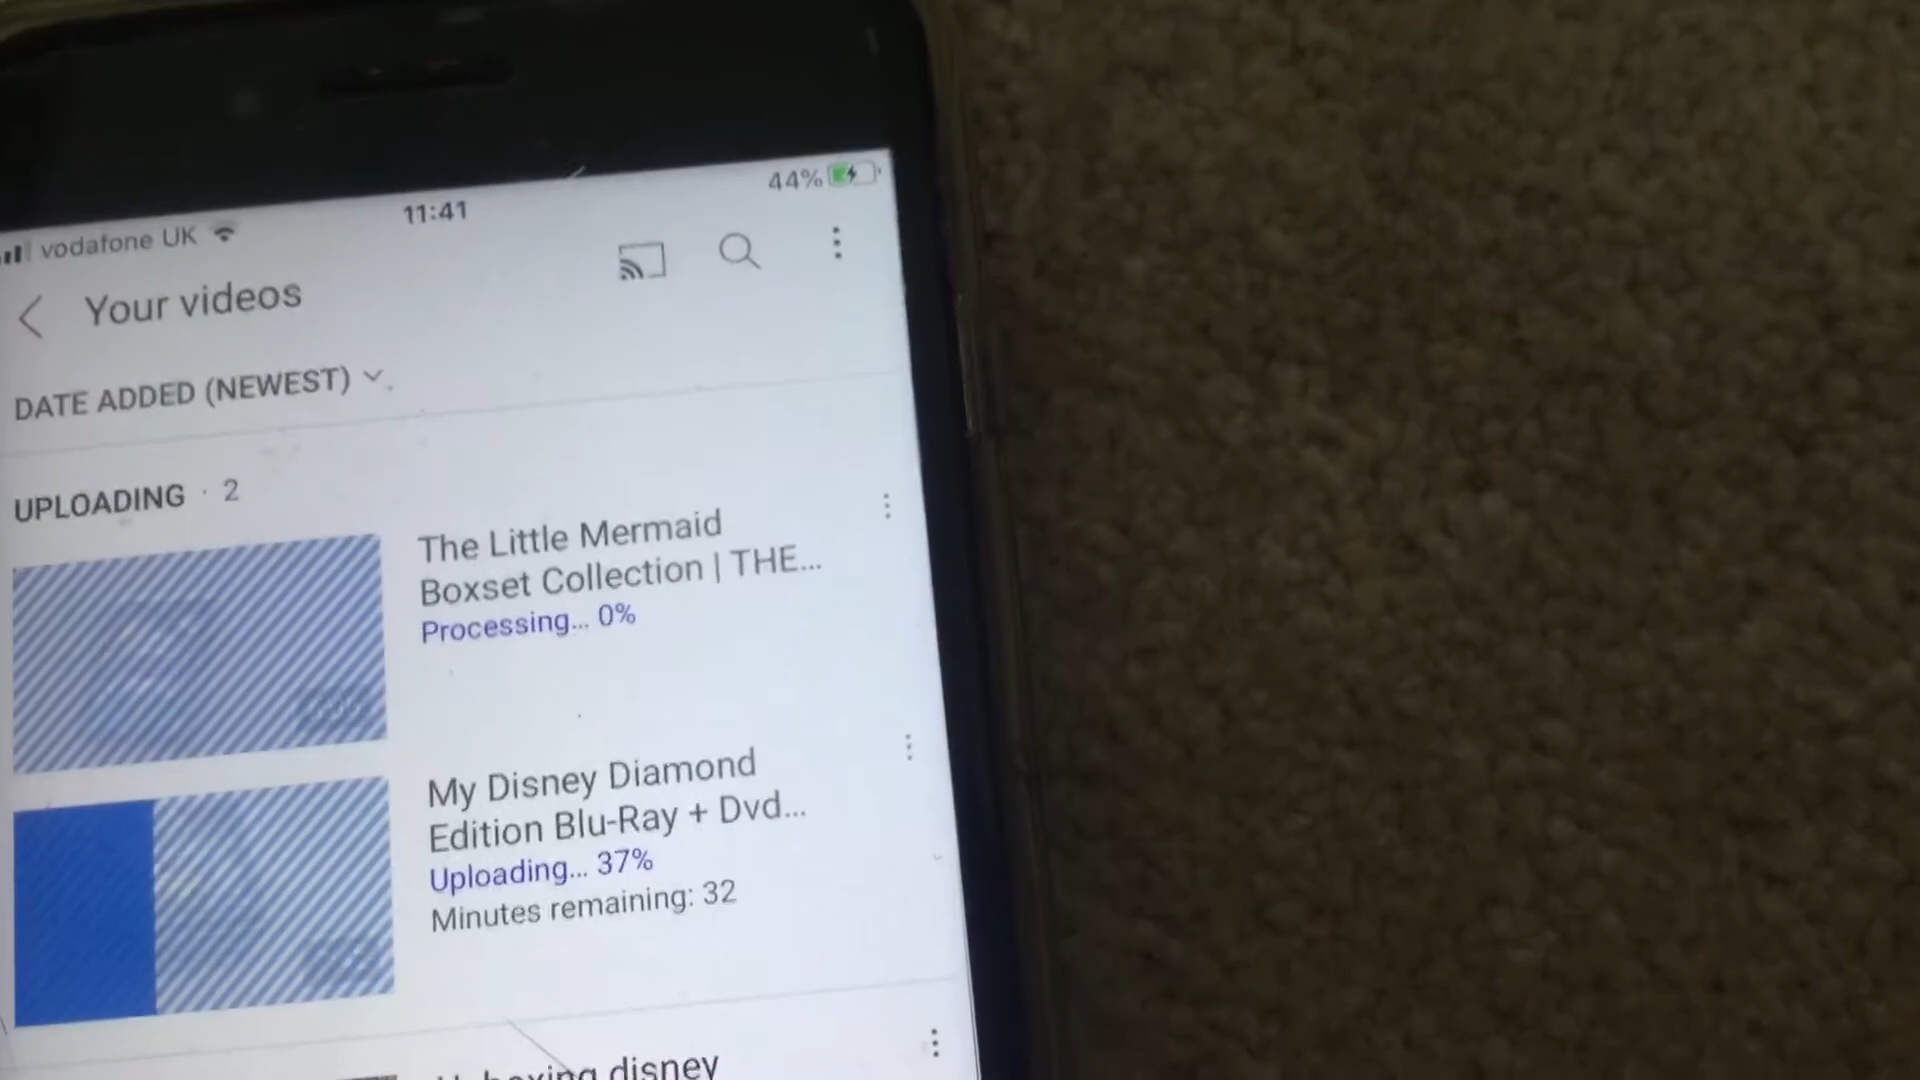 44%
11:41
vodafone UK
Your videos
DATE ADDED (NEWEST)
UPLOADING · 2
The Little Mermaid
Boxset Collection | THE...
Processing... 0%
My Disney Diamond
Edition Blu-Ray + Dvd...
Uploading... 37%
Minutes remaining: 32
disney